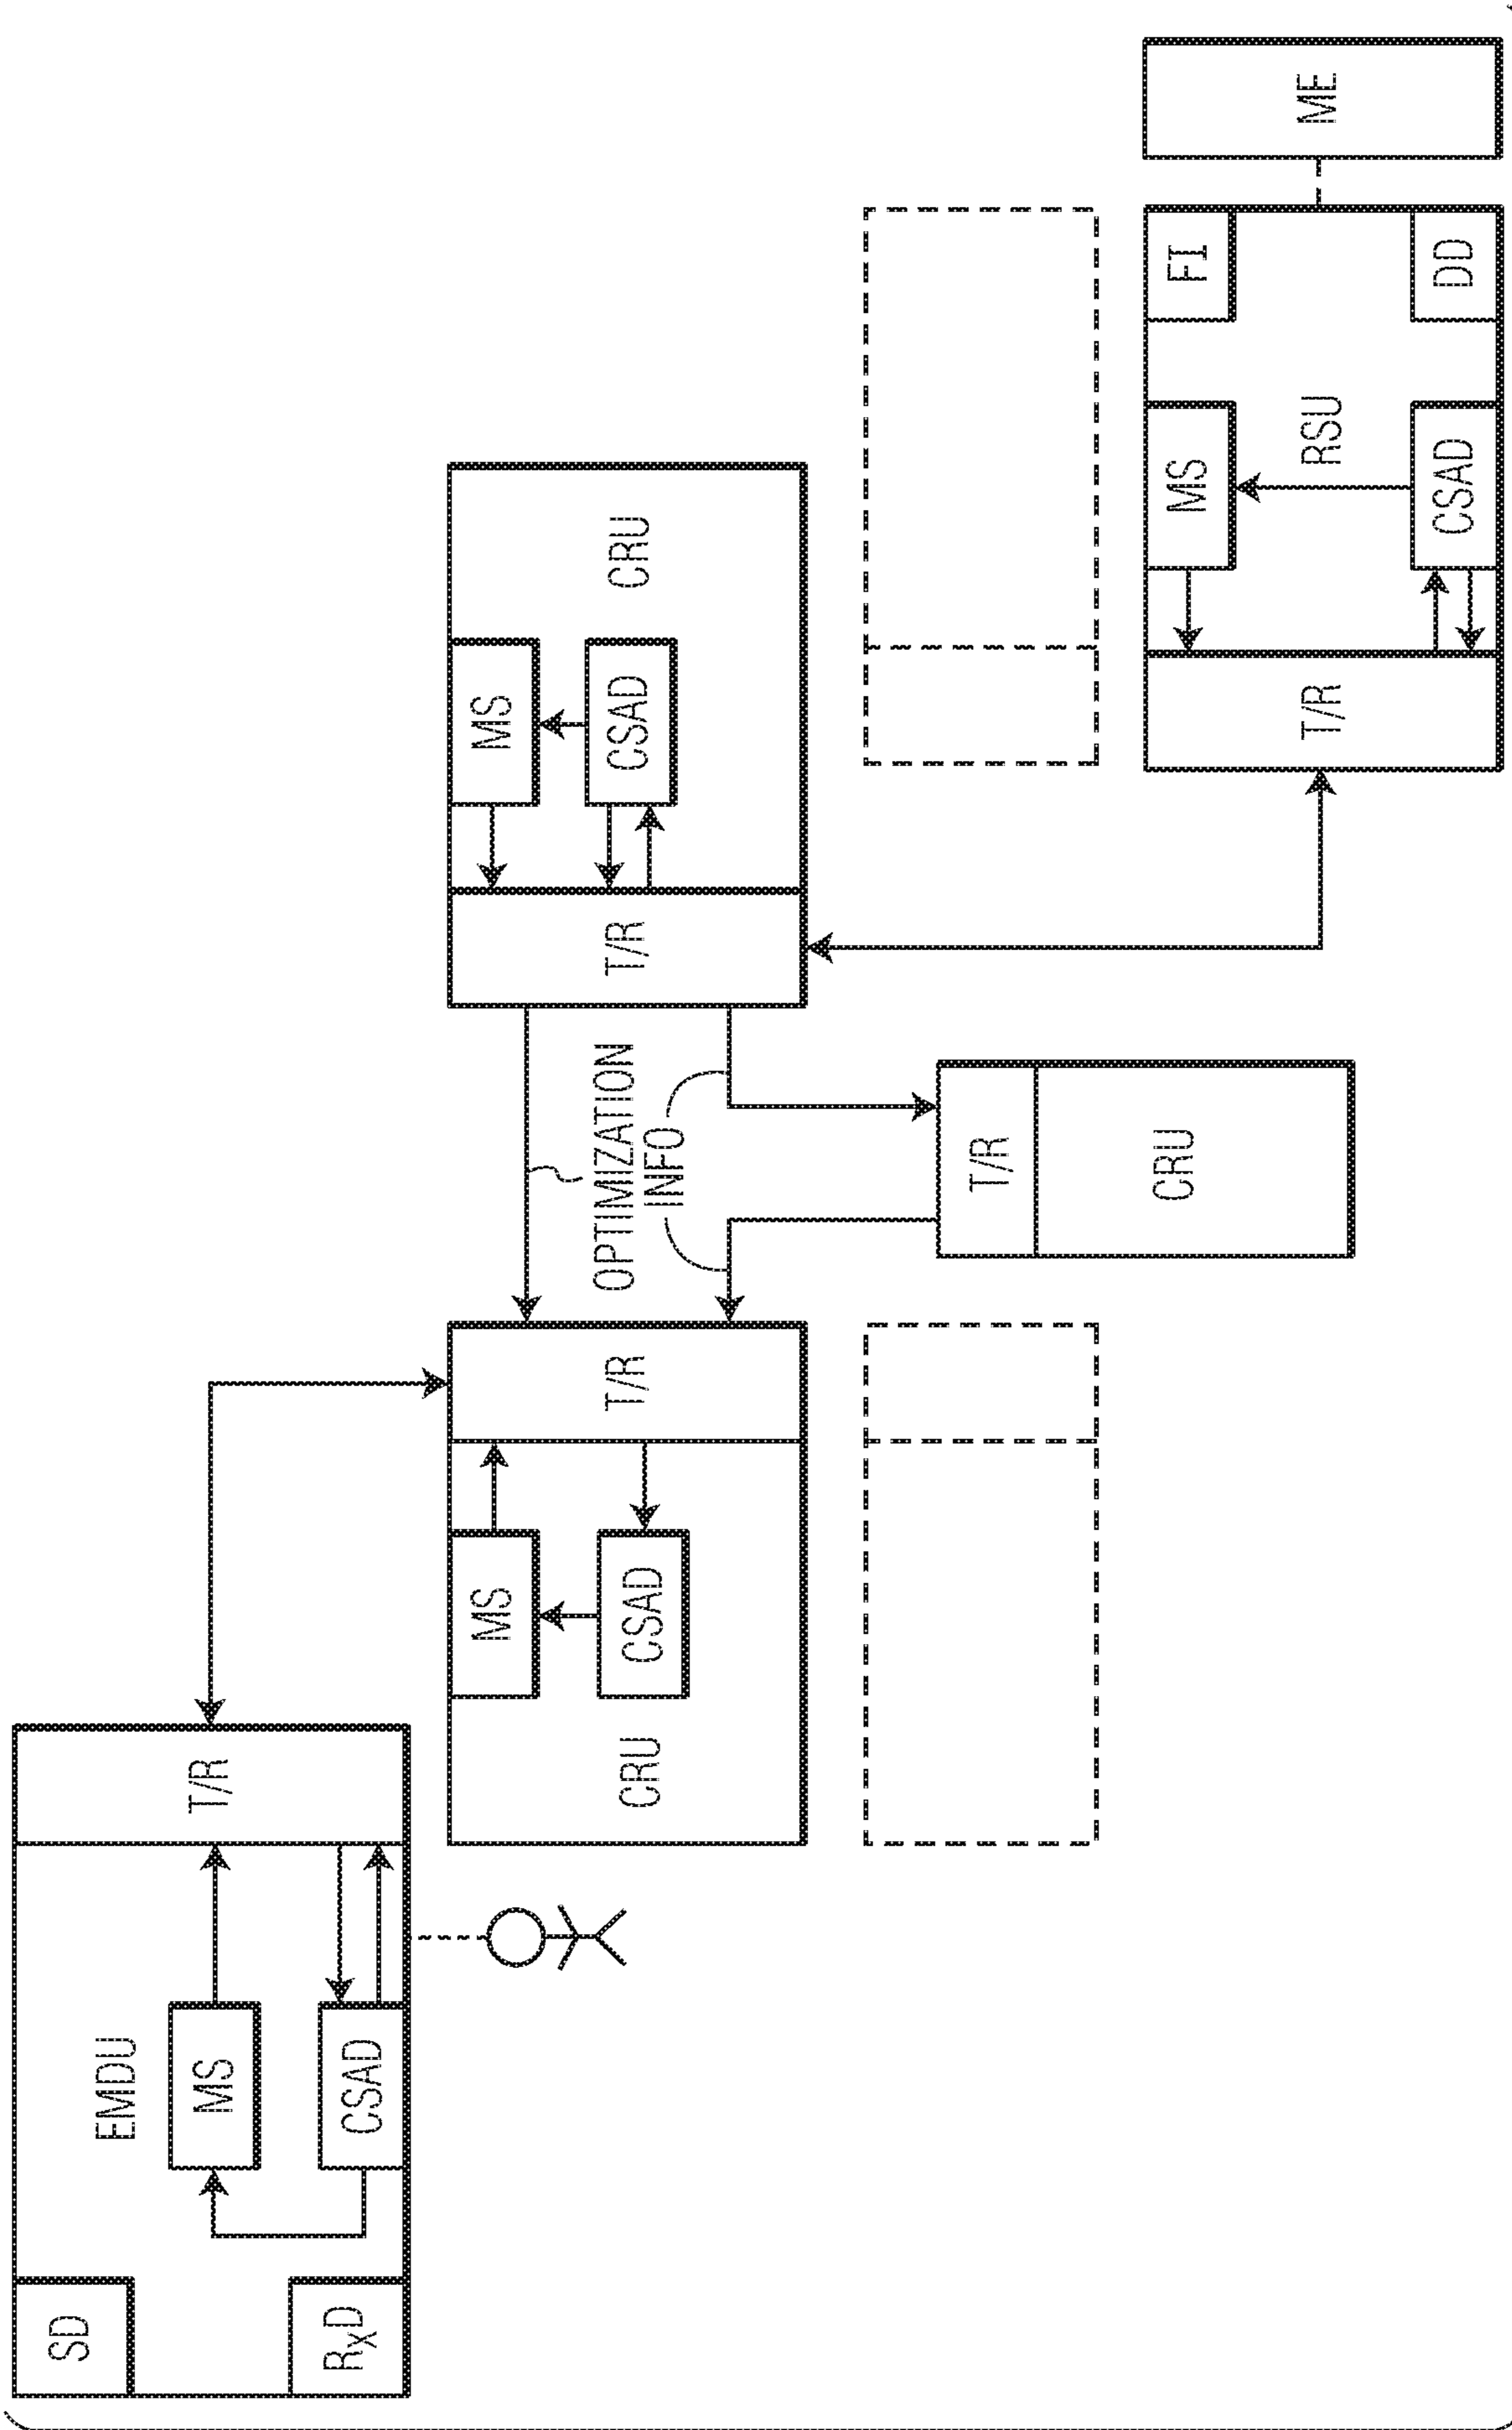 SD
RxD
EMDU
MS
CSAD
T/R
CRU
MS
CSAD
T/R
OPTIMIZATION
INFO
T/R
CRU
T/R
MS
CSAD
CRU
T/R
MS
CSAD
RSU
FI
DD
ME